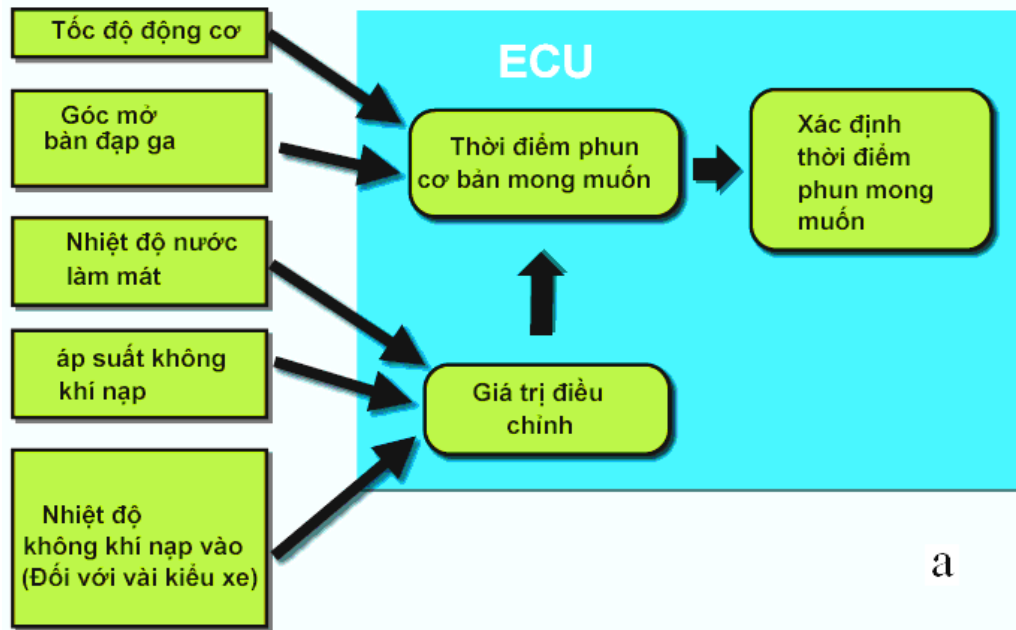 Tốc độ động cơ
Góc mở
bàn đạp ga
Nhiệt độ nước
làm mát
áp suất không
khí nạp
Nhiệt độ
không khí nạp vào
(Đối với vài kiểu xe)
ECU
Thời điểm phun
cơ bản mong muốn
Xác định
thời điểm
phun mong
muốn
Giá trị điều
chỉnh
a